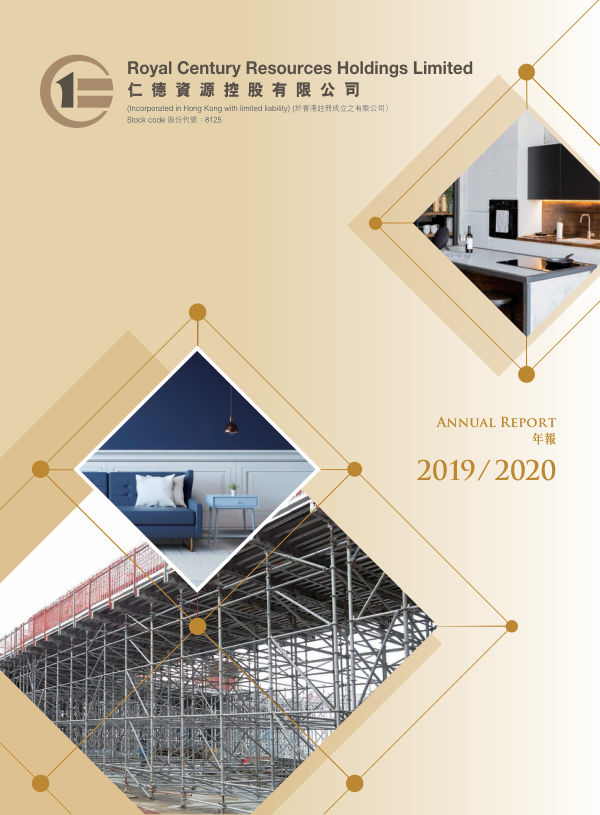 Royal Century Resources Holdings Limited
仁德資源控股有限公司
(Incorporated in Hong Kong with limited liability) (於香港註冊成立之有限公司)
Stock code 股份代號：8125
ANNUAL REPORT
年報
2019/2020